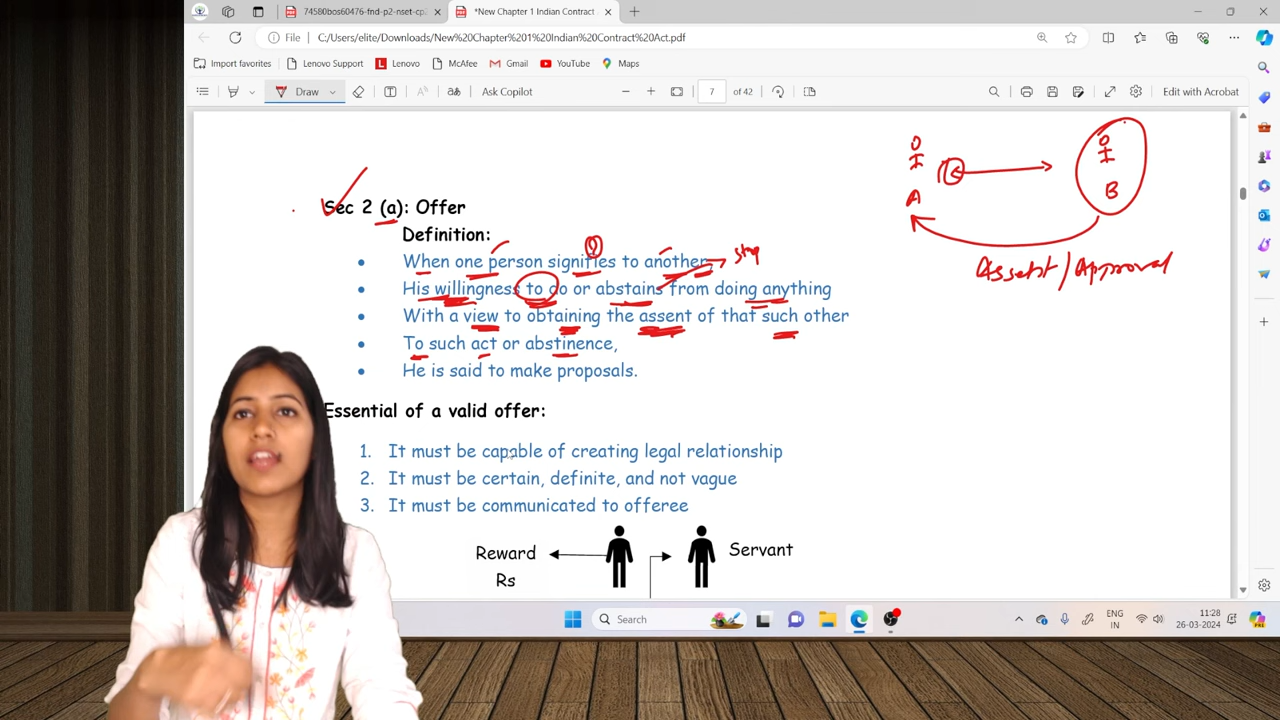 74580bos60476-fnd-p2-nset-cp2
*New Chapter 1 Indian Contract
File
C:/Users/elite/Downloads/New%20Chapter%201%20Indian%20Contract%20Act.pdf
Import favorites
Lenovo Support
Lenovo
McAfee
Gmail
YouTube
Maps
Draw
Ask Copilot
7 of 42
Edit with Acrobat
Sec 2 (a): Offer
Definition:
• When one person signifies to another
• His willingness to do or abstains from doing anything
• With a view to obtaining the assent of that such other
• To such act or abstinence,
• He is said to make proposals.
stop
A
B
Assest/Approval
Essential of a valid offer:
1. It must be capable of creating legal relationship
2. It must be certain, definite, and not vague
3. It must be communicated to offeree
Reward
Rs
Servant
Search
ENG
IN
11:28
26-03-2024